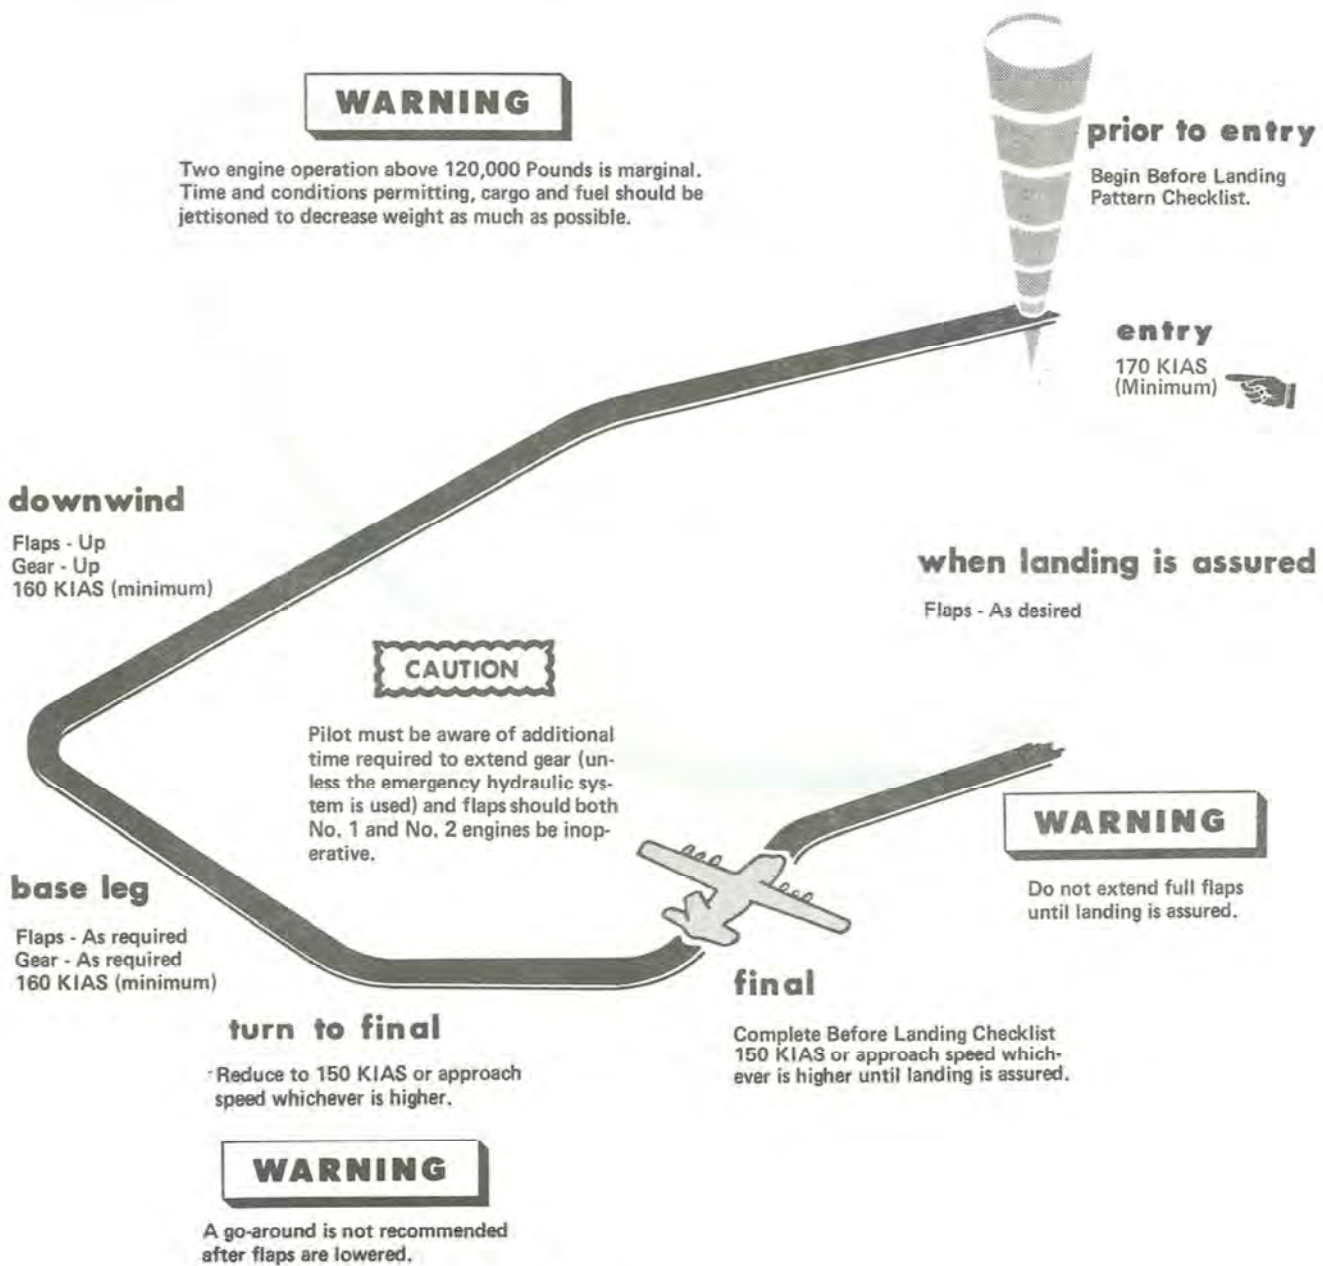 WARNING
Two engine operation above 120,000 Pounds is marginal.
Time and conditions permitting, cargo and fuel should be
jettisoned to decrease weight as much as possible.
prior to entry
Begin Before Landing
Pattern Checklist.
entry
170 KIAS
(Minimum)
downwind
Flaps - Up
Gear - Up
160 KIAS (minimum)
when landing is assured
Flaps - As desired
CAUTION
Pilot must be aware of additional
time required to extend gear (un-
less the emergency hydraulic sys-
tem is used) and flaps should both
No. 1 and No. 2 engines be inop-
erative.
WARNING
Do not extend full flaps
until landing is assured.
base leg
Flaps - As required
Gear - As required
160 KIAS (minimum)
final
Complete Before Landing Checklist
150 KIAS or approach speed which-
ever is higher until landing is assured.
turn to final
Reduce to 150 KIAS or approach
speed whichever is higher.
WARNING
A go-around is not recommended
after flaps are lowered.